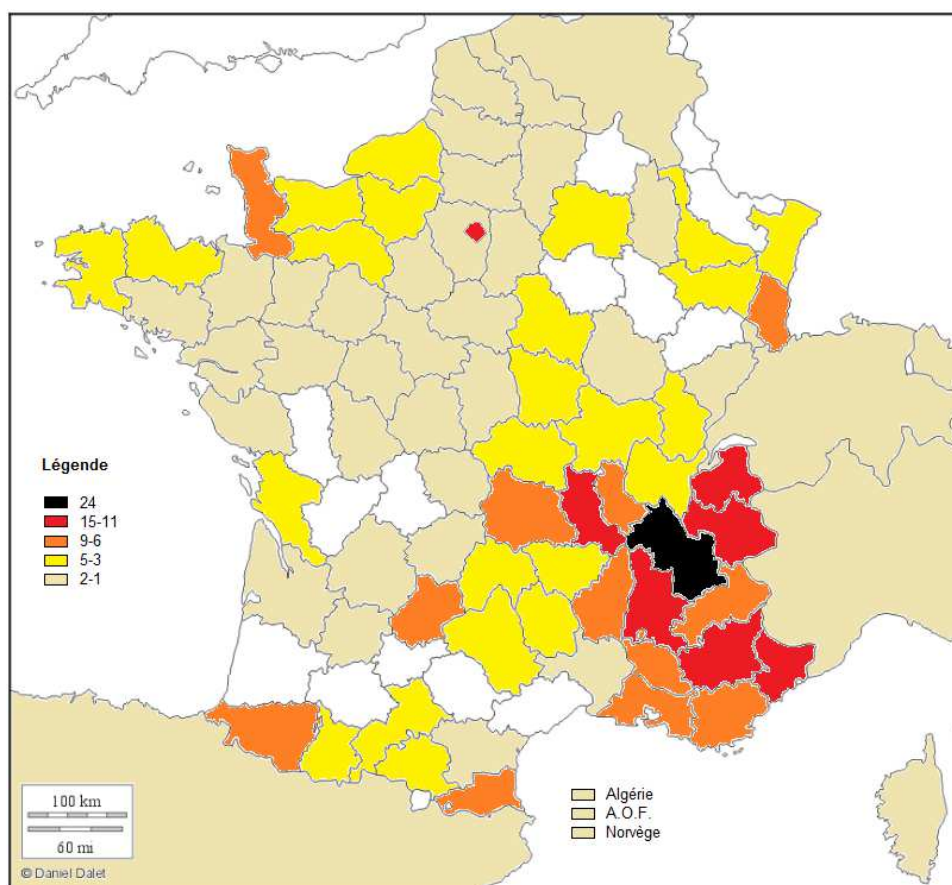 Légende
24
15-11
9-6
5-3
2-1
Algérie
A.O.F.
Norvège
100 km
60 mi
© Daniel Dalet